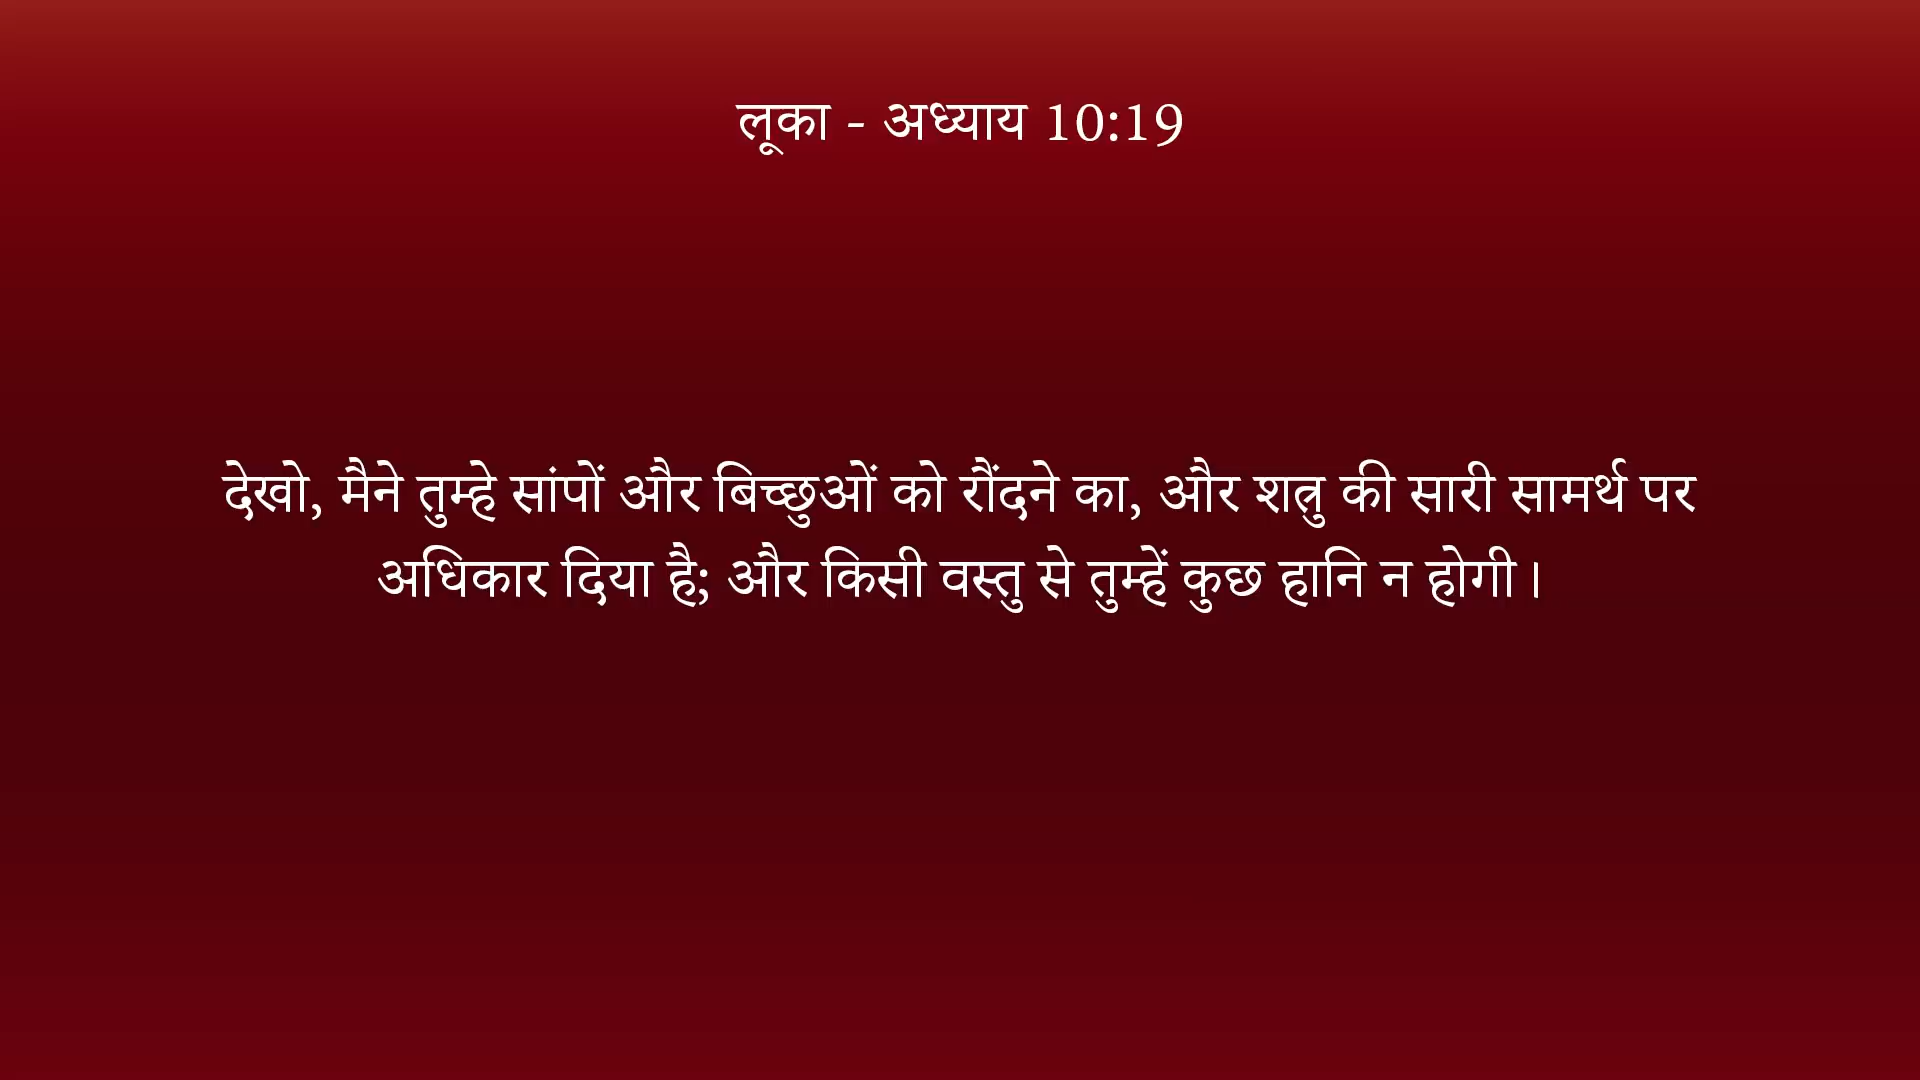 लूका - अध्याय 10:19
देखो, मैने तुम्हे सांपों और बिच्छुओं को रौंदने का, और शत्रु की सारी सामर्थ पर
अधिकार दिया है; और किसी वस्तु से तुम्हें कुछ हानि न होगी।